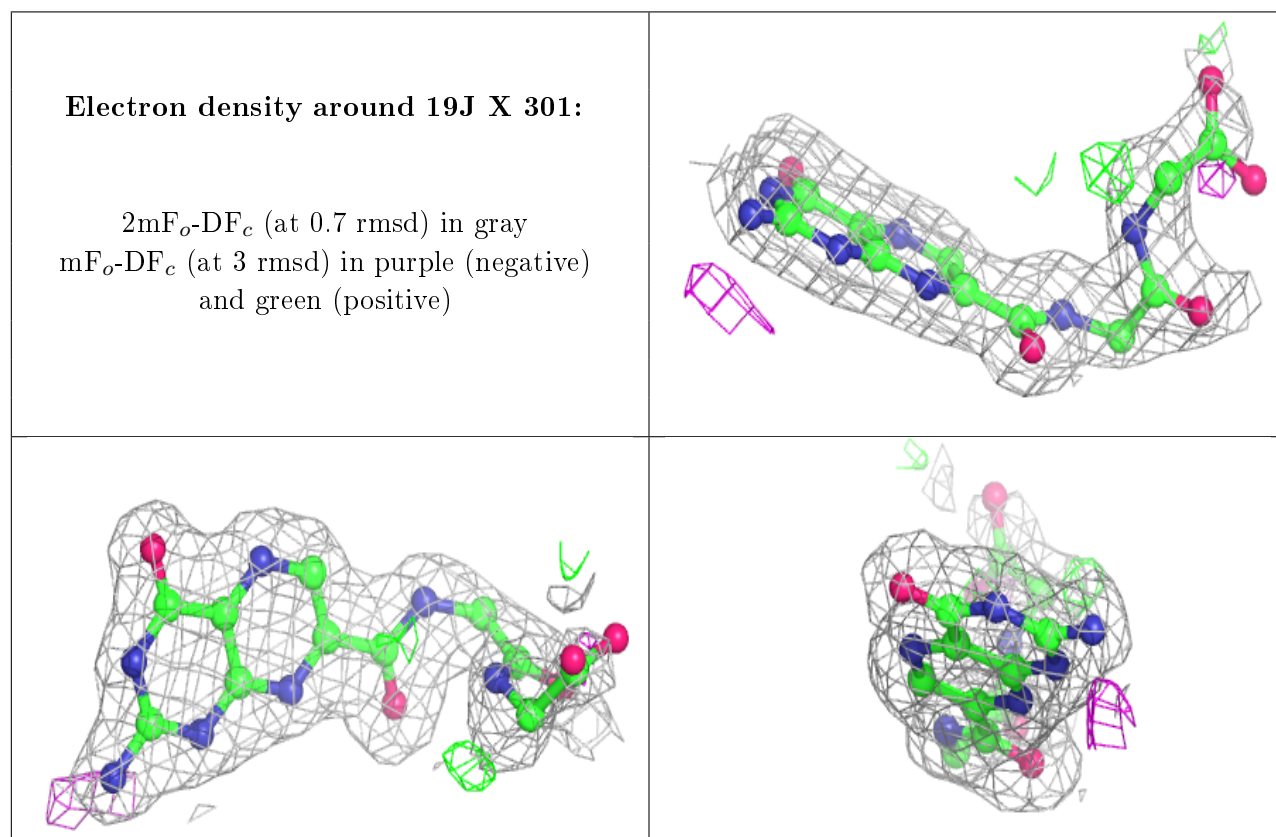 Electron density around 19J X 301:
2mFₒ-DF𝒸 (at 0.7 rmsd) in gray
mFₒ-DF𝒸 (at 3 rmsd) in purple (negative)
and green (positive)